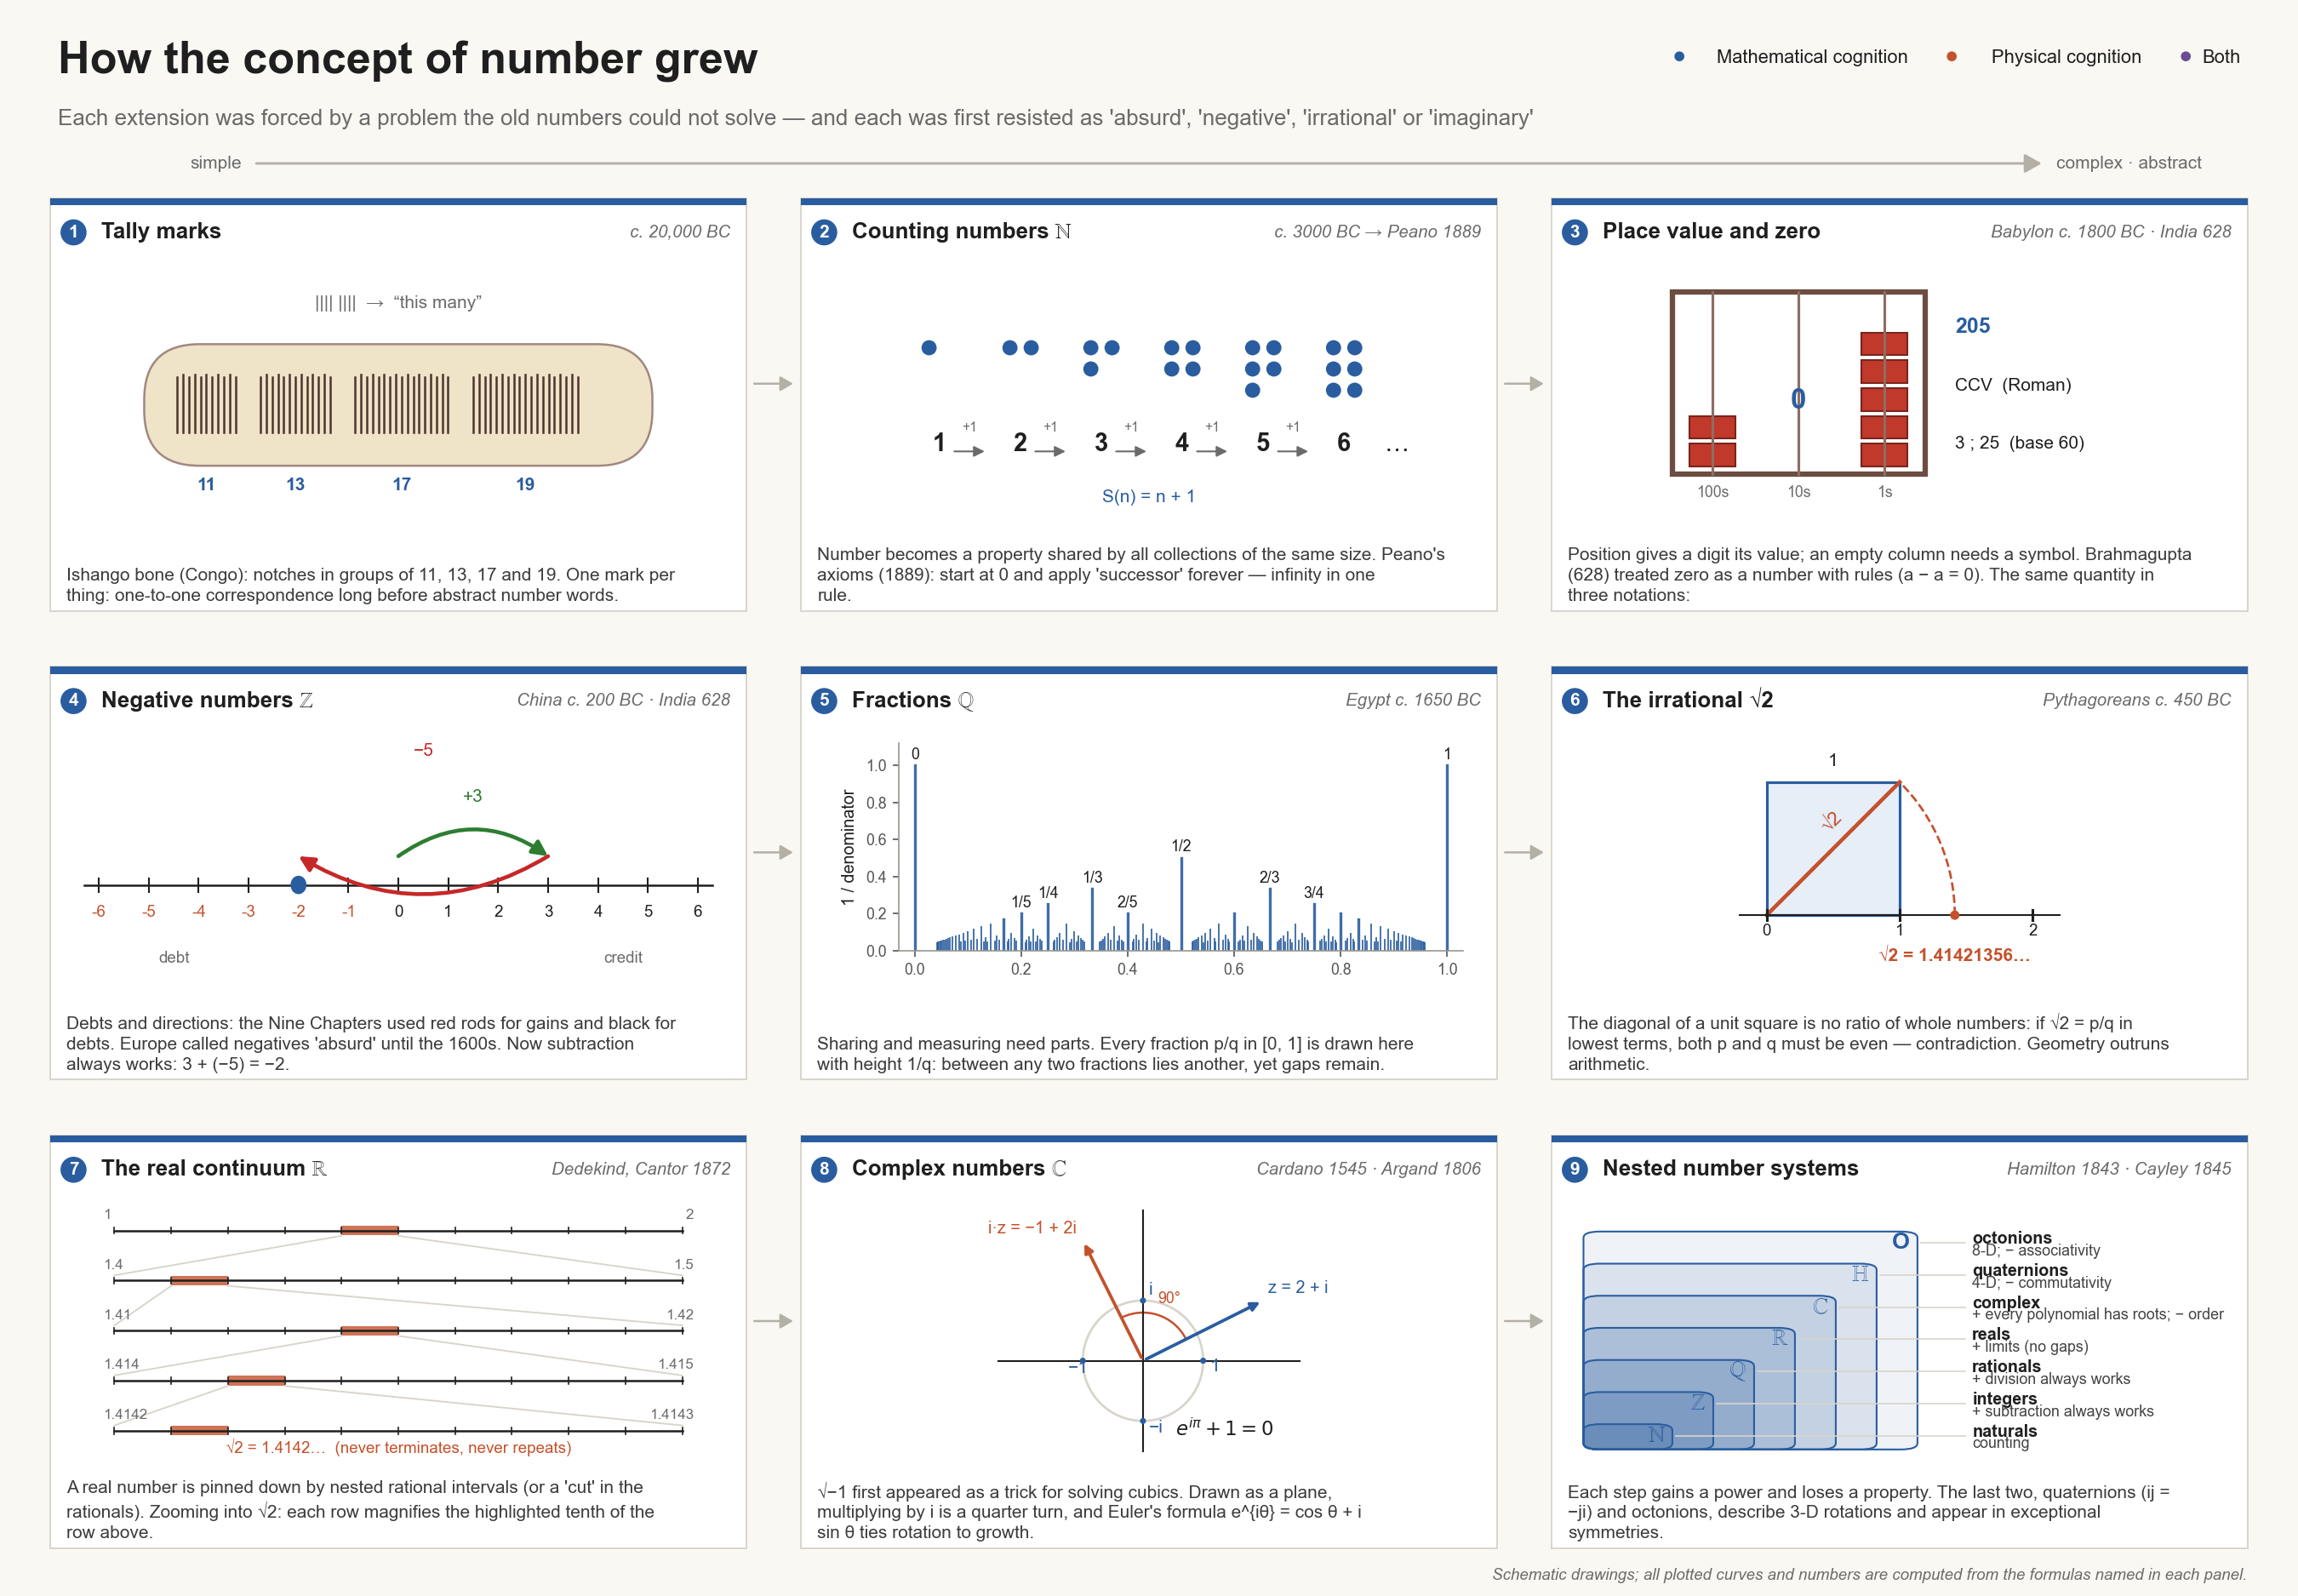 How the concept of number grew
Mathematical cognition
Physical cognition
Both
Each extension was forced by a problem the old numbers could not solve — and each was first resisted as 'absurd', 'negative', 'irrational' or 'imaginary'
simple
complex · abstract
1 Tally marks
c. 20,000 BC
|||| |||| → “this many”
11 13 17 19
Ishango bone (Congo): notches in groups of 11, 13, 17 and 19. One mark per
thing: one-to-one correspondence long before abstract number words.
2 Counting numbers ℕ
c. 3000 BC → Peano 1889
+1 +1 +1 +1 +1
1 2 3 4 5 6 …
S(n) = n + 1
Number becomes a property shared by all collections of the same size. Peano's
axioms (1889): start at 0 and apply 'successor' forever — infinity in one
rule.
3 Place value and zero
Babylon c. 1800 BC · India 628
205
0
CCV (Roman)
3 ; 25 (base 60)
100s 10s 1s
Position gives a digit its value; an empty column needs a symbol. Brahmagupta
(628) treated zero as a number with rules (a − a = 0). The same quantity in
three notations:
4 Negative numbers ℤ
China c. 200 BC · India 628
−5
+3
-6 -5 -4 -3 -2 -1 0 1 2 3 4 5 6
debt
credit
Debts and directions: the Nine Chapters used red rods for gains and black for
debts. Europe called negatives 'absurd' until the 1600s. Now subtraction
always works: 3 + (−5) = −2.
5 Fractions ℚ
Egypt c. 1650 BC
1 / denominator
1.0
0.8
0.6
0.4
0.2
0.0
0 1/5 1/4 1/3 2/5 1/2 2/3 3/4 1
0.0 0.2 0.4 0.6 0.8 1.0
Sharing and measuring need parts. Every fraction p/q in [0, 1] is drawn here
with height 1/q: between any two fractions lies another, yet gaps remain.
6 The irrational √2
Pythagoreans c. 450 BC
1
√2
0 1 2
√2 = 1.41421356…
The diagonal of a unit square is no ratio of whole numbers: if √2 = p/q in
lowest terms, both p and q must be even — contradiction. Geometry outruns
arithmetic.
7 The real continuum ℝ
Dedekind, Cantor 1872
1 2
1.4 1.5
1.41 1.42
1.414 1.415
1.4142 1.4143
√2 = 1.4142… (never terminates, never repeats)
A real number is pinned down by nested rational intervals (or a 'cut' in the
rationals). Zooming into √2: each row magnifies the highlighted tenth of the
row above.
8 Complex numbers ℂ
Cardano 1545 · Argand 1806
i·z = −1 + 2i
z = 2 + i
i
90°
−1
1
−i
e^{iπ} + 1 = 0
√−1 first appeared as a trick for solving cubics. Drawn as a plane,
multiplying by i is a quarter turn, and Euler's formula e^{iθ} = cos θ + i
sin θ ties rotation to growth.
9 Nested number systems
Hamilton 1843 · Cayley 1845
O octonions
8-D; − associativity
ℍ quaternions
4-D; − commutativity
ℂ complex
+ every polynomial has roots; − order
ℝ reals
+ limits (no gaps)
ℚ rationals
+ division always works
ℤ integers
+ subtraction always works
ℕ naturals
counting
Each step gains a power and loses a property. The last two, quaternions (ij =
−ji) and octonions, describe 3-D rotations and appear in exceptional
symmetries.
Schematic drawings; all plotted curves and numbers are computed from the formulas named in each panel.